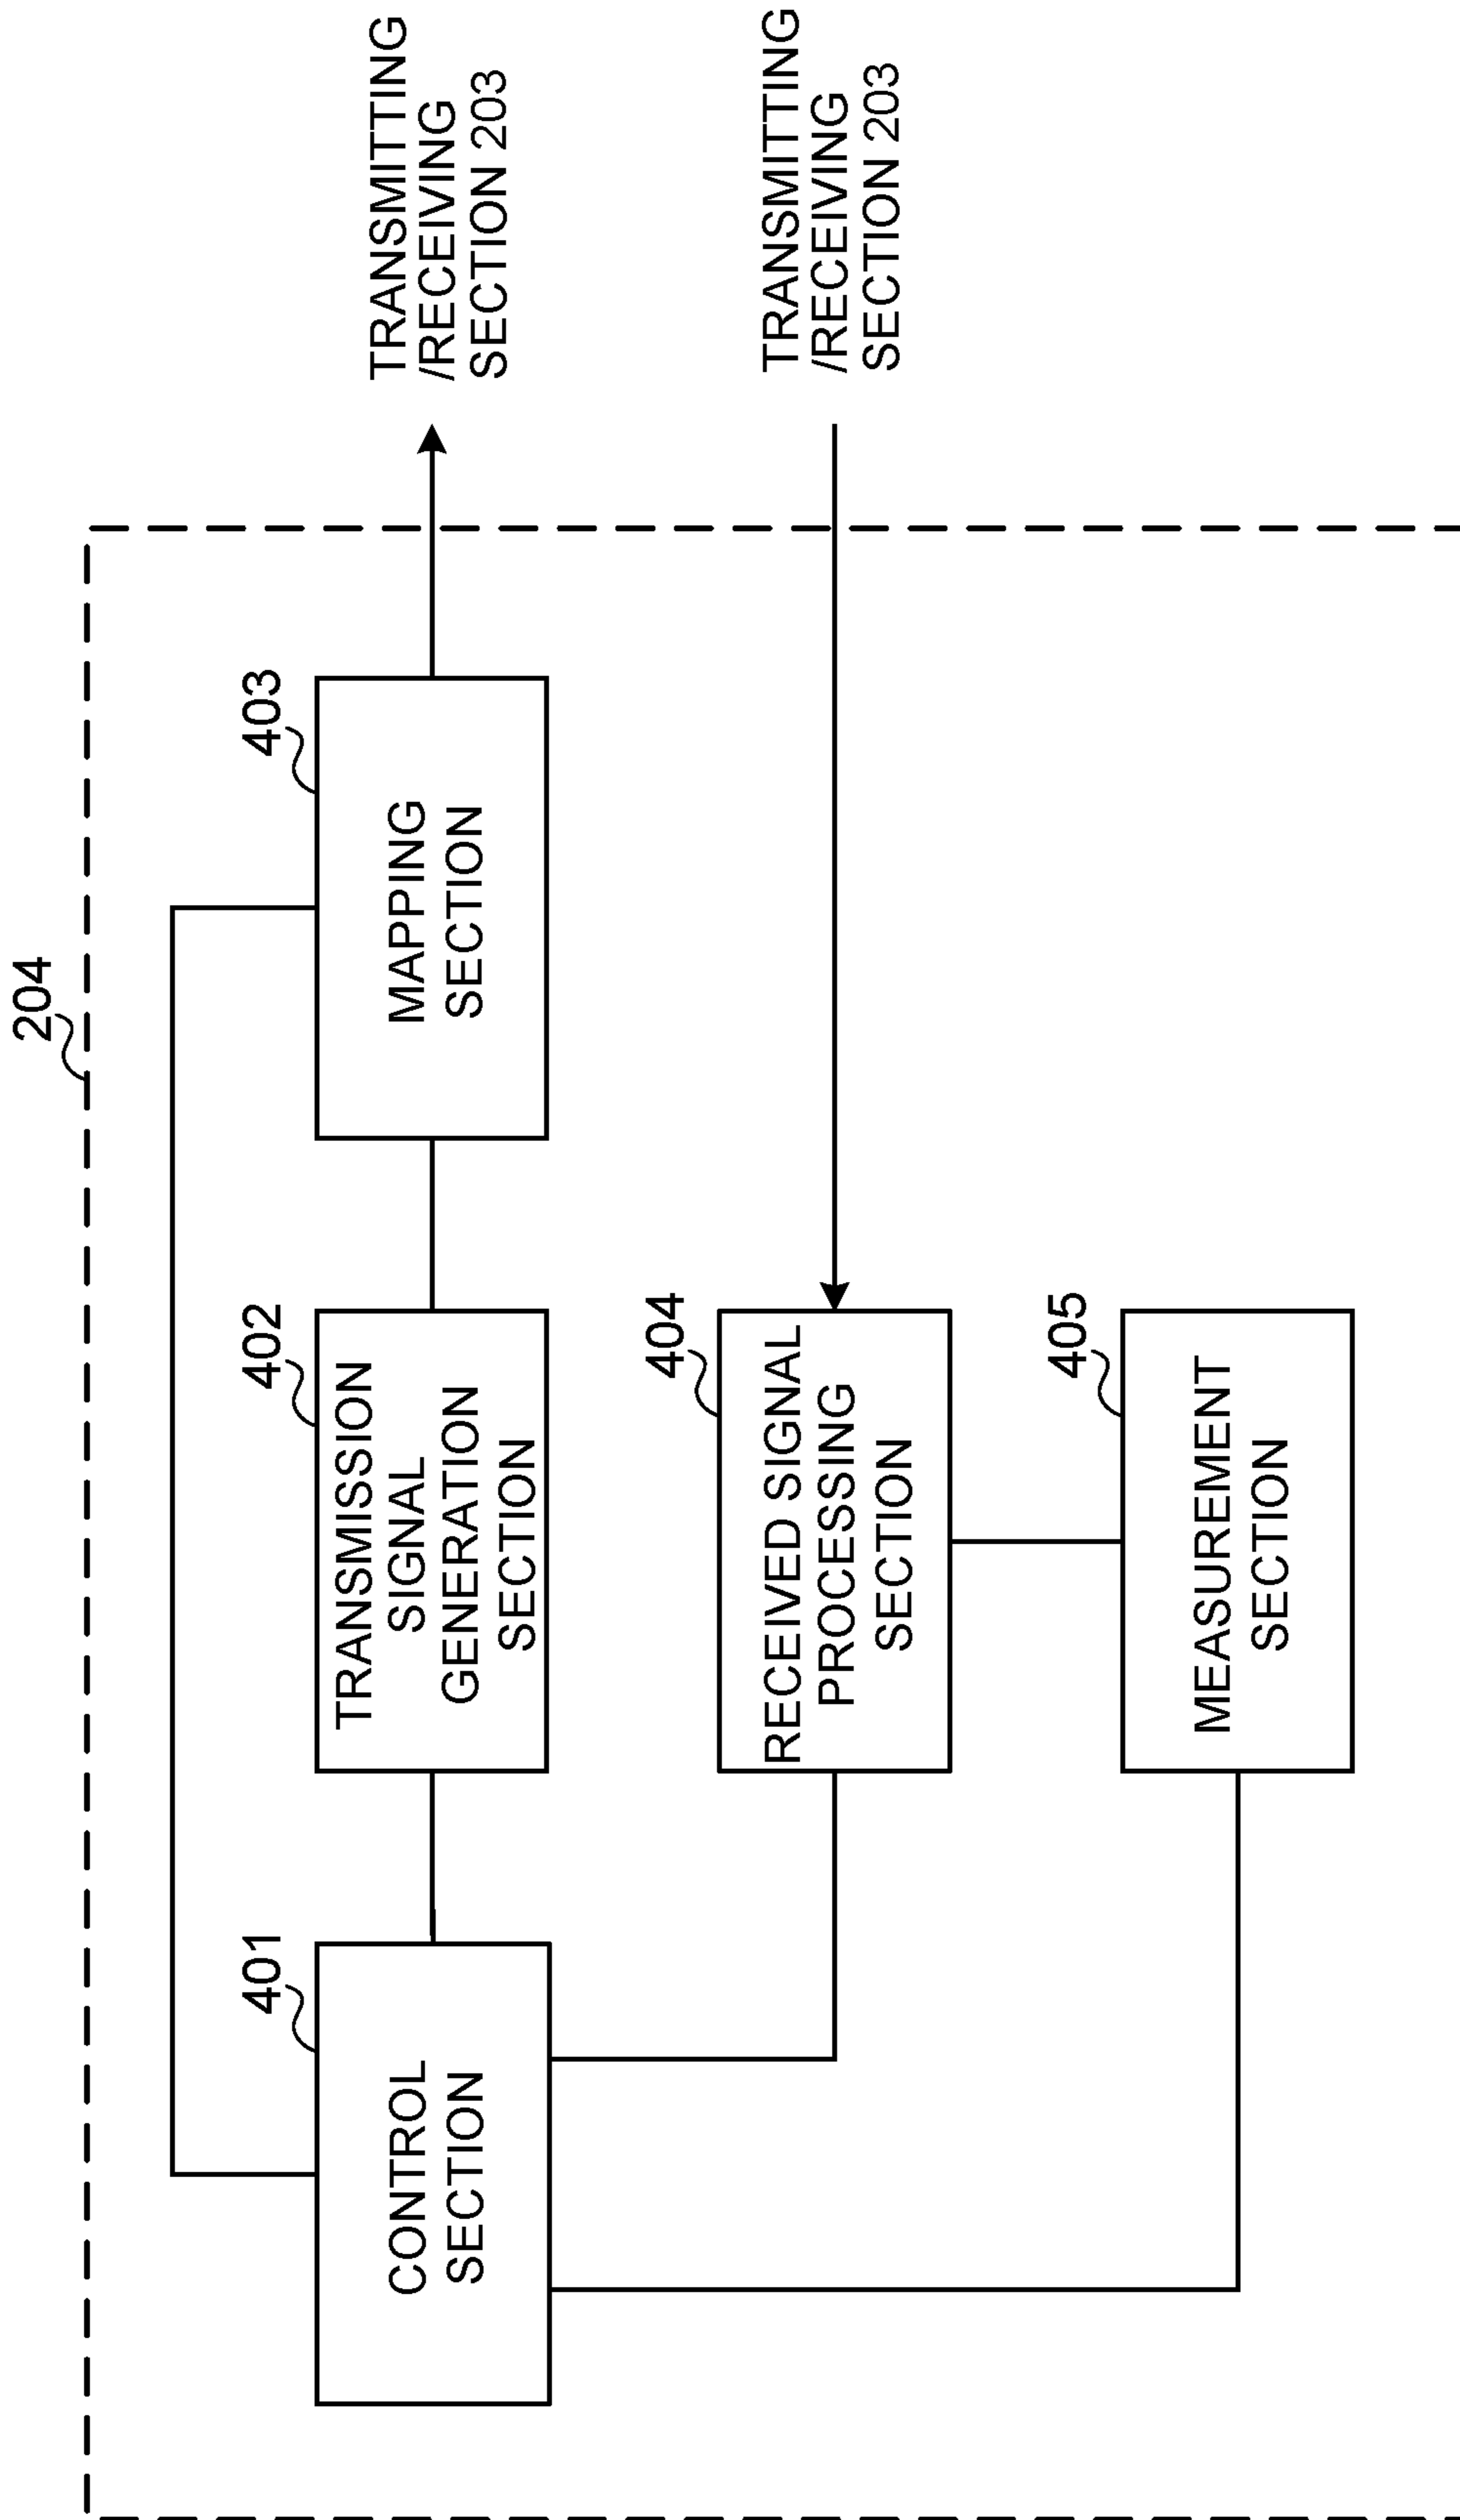 204
401
CONTROL
SECTION
402
TRANSMISSION
SIGNAL
GENERATION
SECTION
403
MAPPING
SECTION
TRANSMITTING
/RECEIVING
SECTION 203
404
RECEIVED SIGNAL
PROCESSING
SECTION
TRANSMITTING
/RECEIVING
SECTION 203
405
MEASUREMENT
SECTION